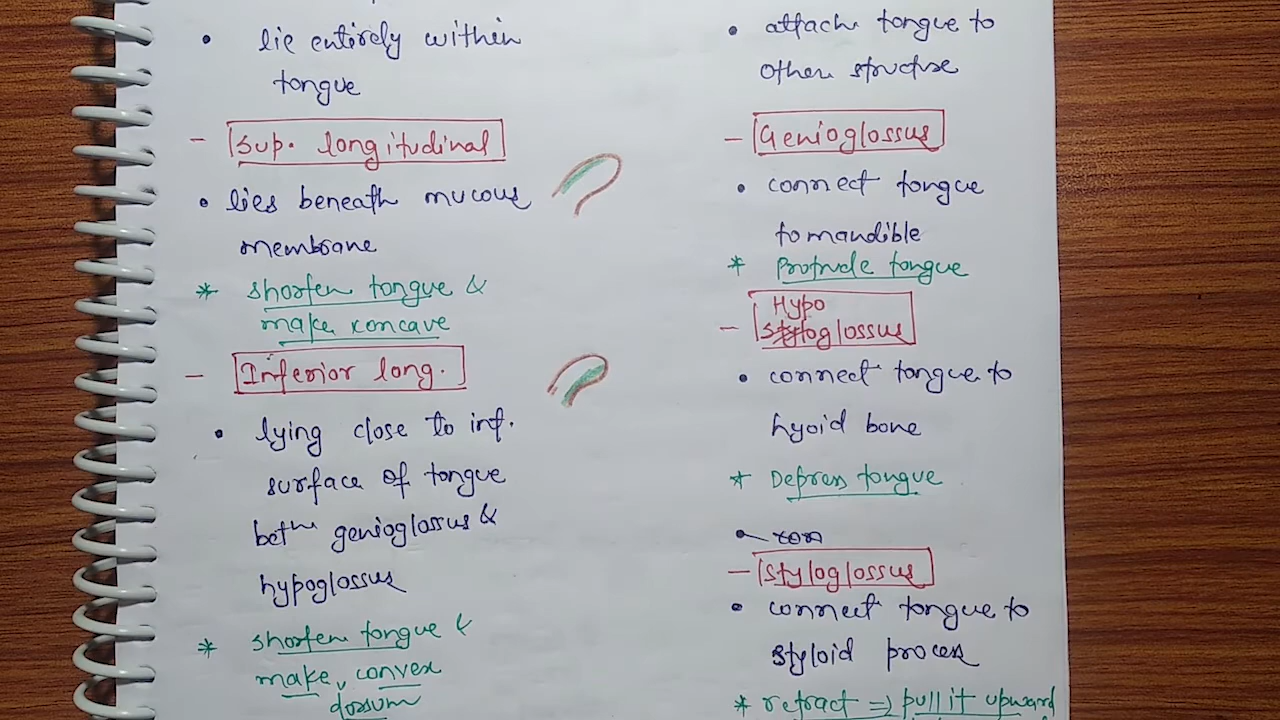 • lie entirely within
tongue
- Sup. longitudinal
• lies beneath mucous
membrane
* shorten tongue &
make concave
- Inferior long.
• lying close to inf.
surface of tongue
betⁿ genioglossus &
hypoglossus
* shorten tongue &
make, convex
dorsum
• attach tongue to
other structure
- Genioglossus
• connect tongue
to mandible
* Protrude tongue
Hypo
- styloglossus
• connect tongue to
hyoid bone
* Depress tongue
•
- Styloglossus
• connect tongue to
styloid process
* retract => pull it upward